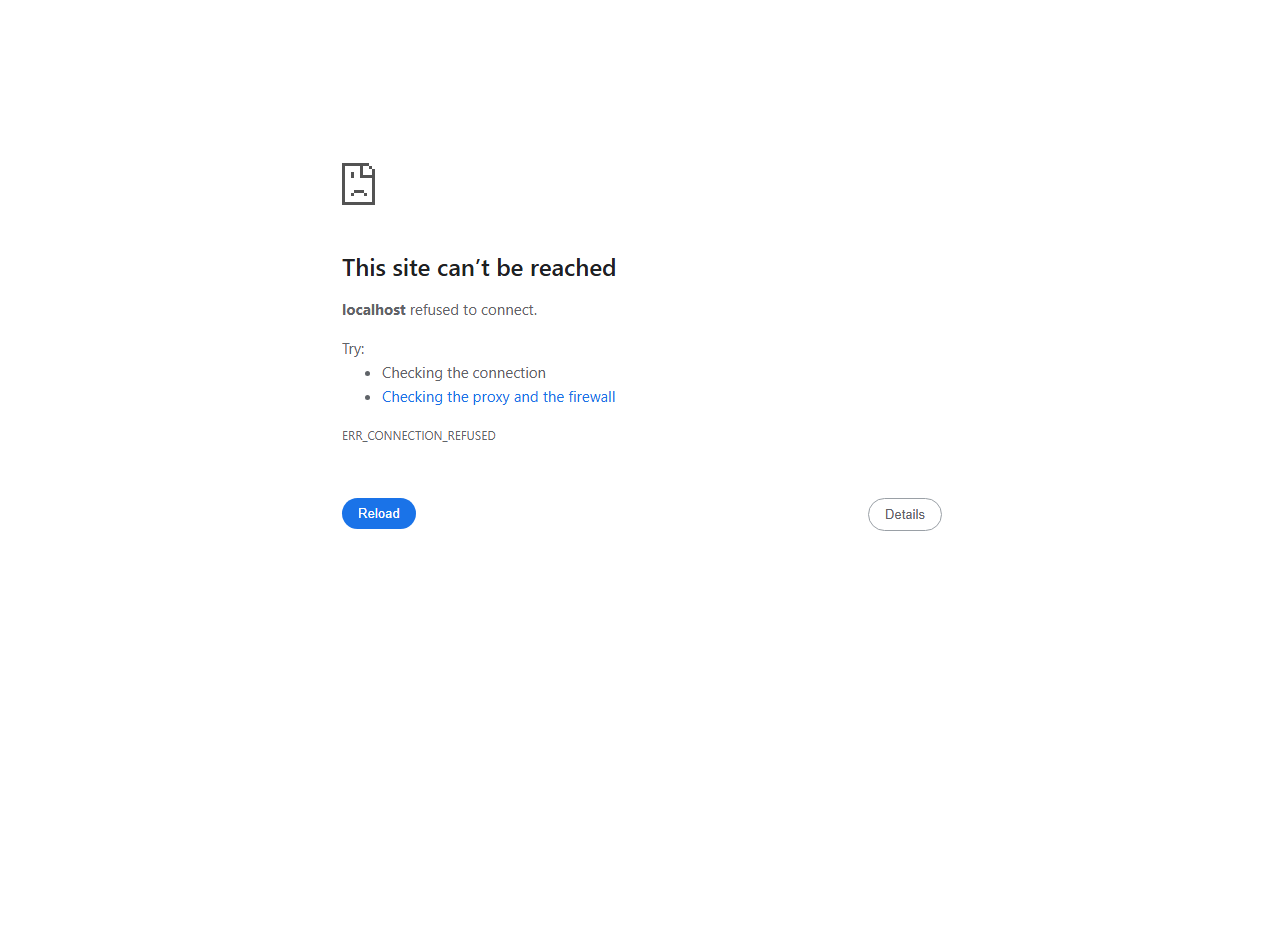 This site can’t be reached
localhost refused to connect.
Try:
Checking the connection
Checking the proxy and the firewall
ERR_CONNECTION_REFUSED
Reload
Details